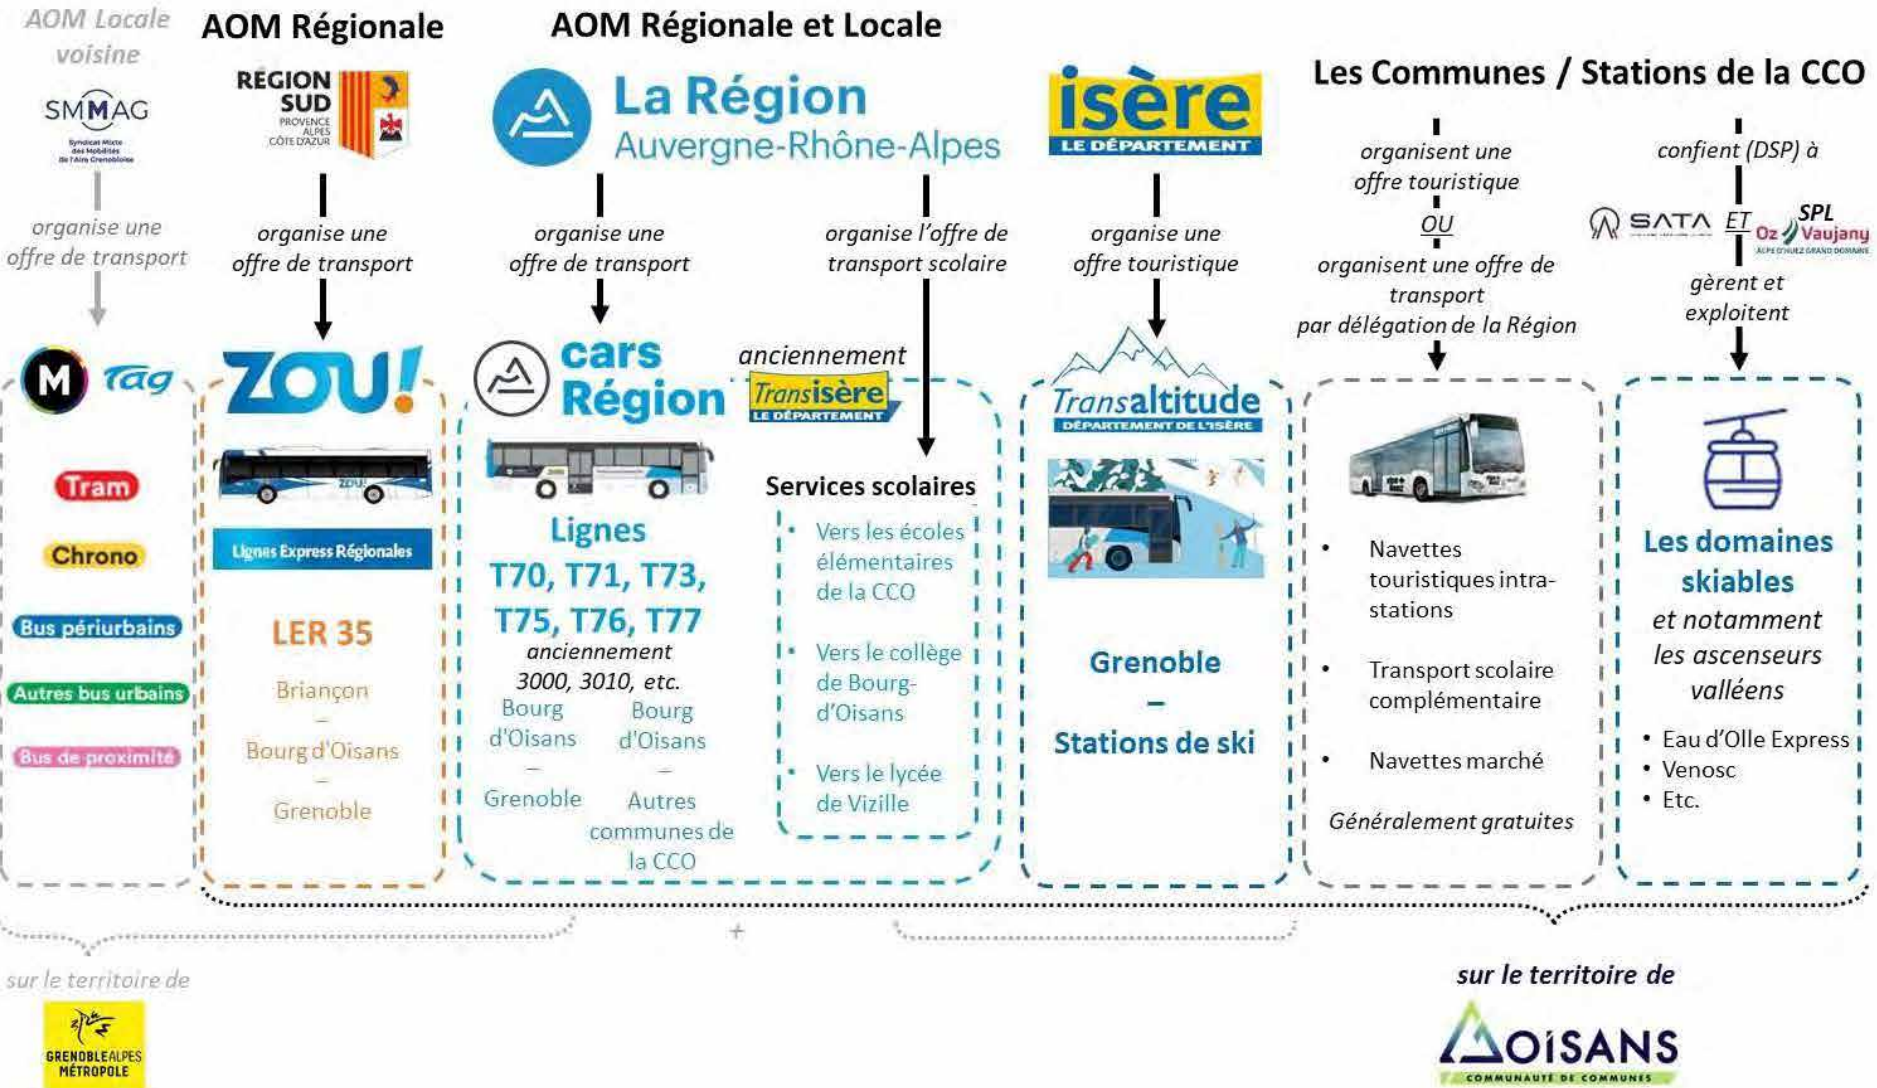 AOM Locale
voisine
SMMAG
Syndicat Mixte
des Mobilités
de l'Aire Grenobloise
organise une
offre de transport
M Tag
Tram
Chrono
Bus périurbains
Autres bus urbains
Bus de proximité
AOM Régionale
RÉGION
SUD
PROVENCE
ALPES
CÔTE D'AZUR
organise une
offre de transport
ZOU!
ZOU!
Lignes Express Régionales
LER 35
Briançon
–
Bourg d'Oisans
–
Grenoble
AOM Régionale et Locale
La Région
Auvergne-Rhône-Alpes
organise une
offre de transport
cars
Région
anciennement
Transisère
LE DÉPARTEMENT
Lignes
T70, T71, T73,
T75, T76, T77
anciennement
3000, 3010, etc.
Bourg
d'Oisans
–
Grenoble
Bourg
d'Oisans
–
Autres
communes de
la CCO
organise l'offre de
transport scolaire
Services scolaires
• Vers les écoles
élémentaires
de la CCO
• Vers le collège
de Bourg-
d'Oisans
• Vers le lycée
de Vizille
isère
LE DÉPARTEMENT
organise une
offre touristique
Transaltitude
DÉPARTEMENT DE L'ISÈRE
Grenoble
–
Stations de ski
Les Communes / Stations de la CCO
organisent une
offre touristique
OU
organisent une offre de
transport
par délégation de la Région
• Navettes
touristiques intra-
stations
• Transport scolaire
complémentaire
• Navettes marché
Généralement gratuites
confient (DSP) à
SATA ET SPL
Oz Vaujany
ALPE D'HUEZ GRAND DOMAINE
gèrent et
exploitent
Les domaines
skiables
et notamment
les ascenseurs
valléens
• Eau d'Olle Express
• Venosc
• Etc.
+
sur le territoire de
GRENOBLEALPES
MÉTROPOLE
sur le territoire de
OiSANS
COMMUNAUTÉ DE COMMUNES